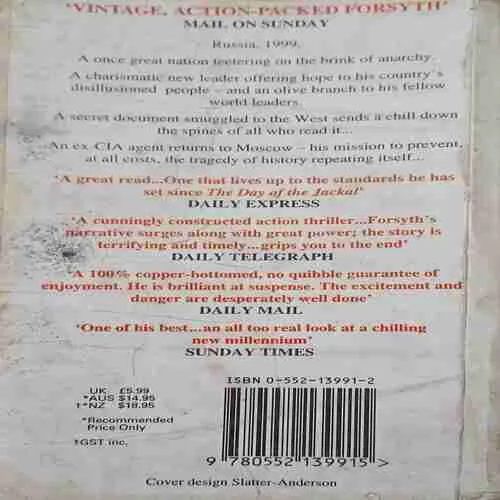 'VINTAGE, ACTION-PACKED FORSYTH'
MAIL ON SUNDAY
Russia, 1999.
A once great nation teetering on the brink of anarchy.
A charismatic new leader offering hope to his country's
disillusioned people – and an olive branch to his fellow
world leaders.
A secret document smuggled to the West sends a chill down
the spines of all who read it...
An ex-CIA agent returns to Moscow – his mission to prevent,
at all costs, the tragedy of history repeating itself...
'A great read...One that lives up to the standards he has
set since The Day of the Jackal'
DAILY EXPRESS
'A cunningly constructed action thriller...Forsyth's
narrative surges along with great power; the story is
terrifying and timely...grips you to the end'
DAILY TELEGRAPH
'A 100% copper-bottomed, no quibble guarantee of
enjoyment. He is brilliant at suspense. The excitement and
danger are desperately well done'
DAILY MAIL
'One of his best...an all too real look at a chilling
new millennium'
SUNDAY TIMES
ISBN 0-552-13991-2
UK £5.99
*AUS $14.95
†*NZ $18.95
*Recommended
Price Only
†GST inc.
9 780552 139915 >
Cover design Slatter-Anderson